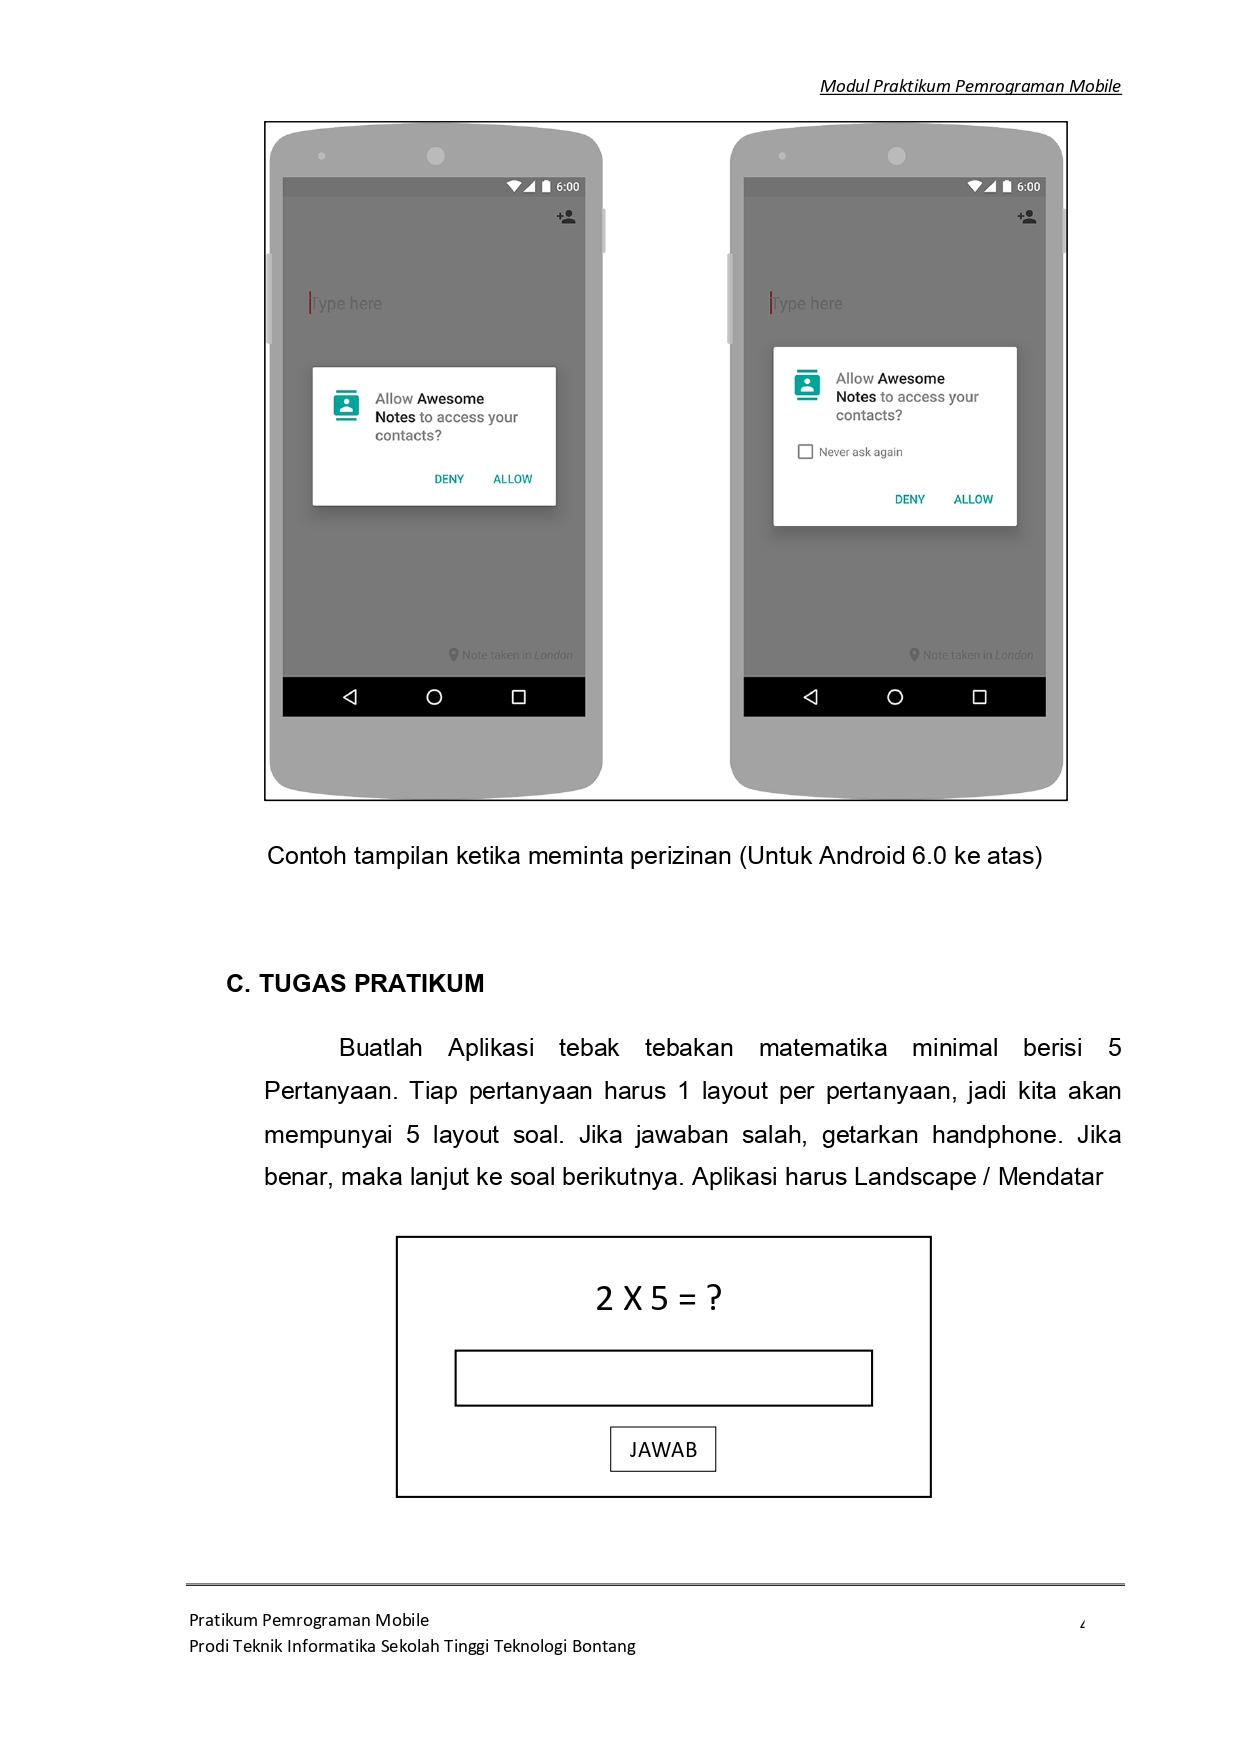 Modul Praktikum Pemrograman Mobile
6:00
Type here
Allow Awesome
Notes to access your
contacts?
DENY ALLOW
Note taken in London
6:00
Type here
Allow Awesome
Notes to access your
contacts?
Never ask again
DENY ALLOW
Note taken in London
Contoh tampilan ketika meminta perizinan (Untuk Android 6.0 ke atas)
C. TUGAS PRATIKUM
Buatlah Aplikasi tebak tebakan matematika minimal berisi 5
Pertanyaan. Tiap pertanyaan harus 1 layout per pertanyaan, jadi kita akan
mempunyai 5 layout soal. Jika jawaban salah, getarkan handphone. Jika
benar, maka lanjut ke soal berikutnya. Aplikasi harus Landscape / Mendatar
2 X 5 = ?
JAWAB
Pratikum Pemrograman Mobile
Prodi Teknik Informatika Sekolah Tinggi Teknologi Bontang